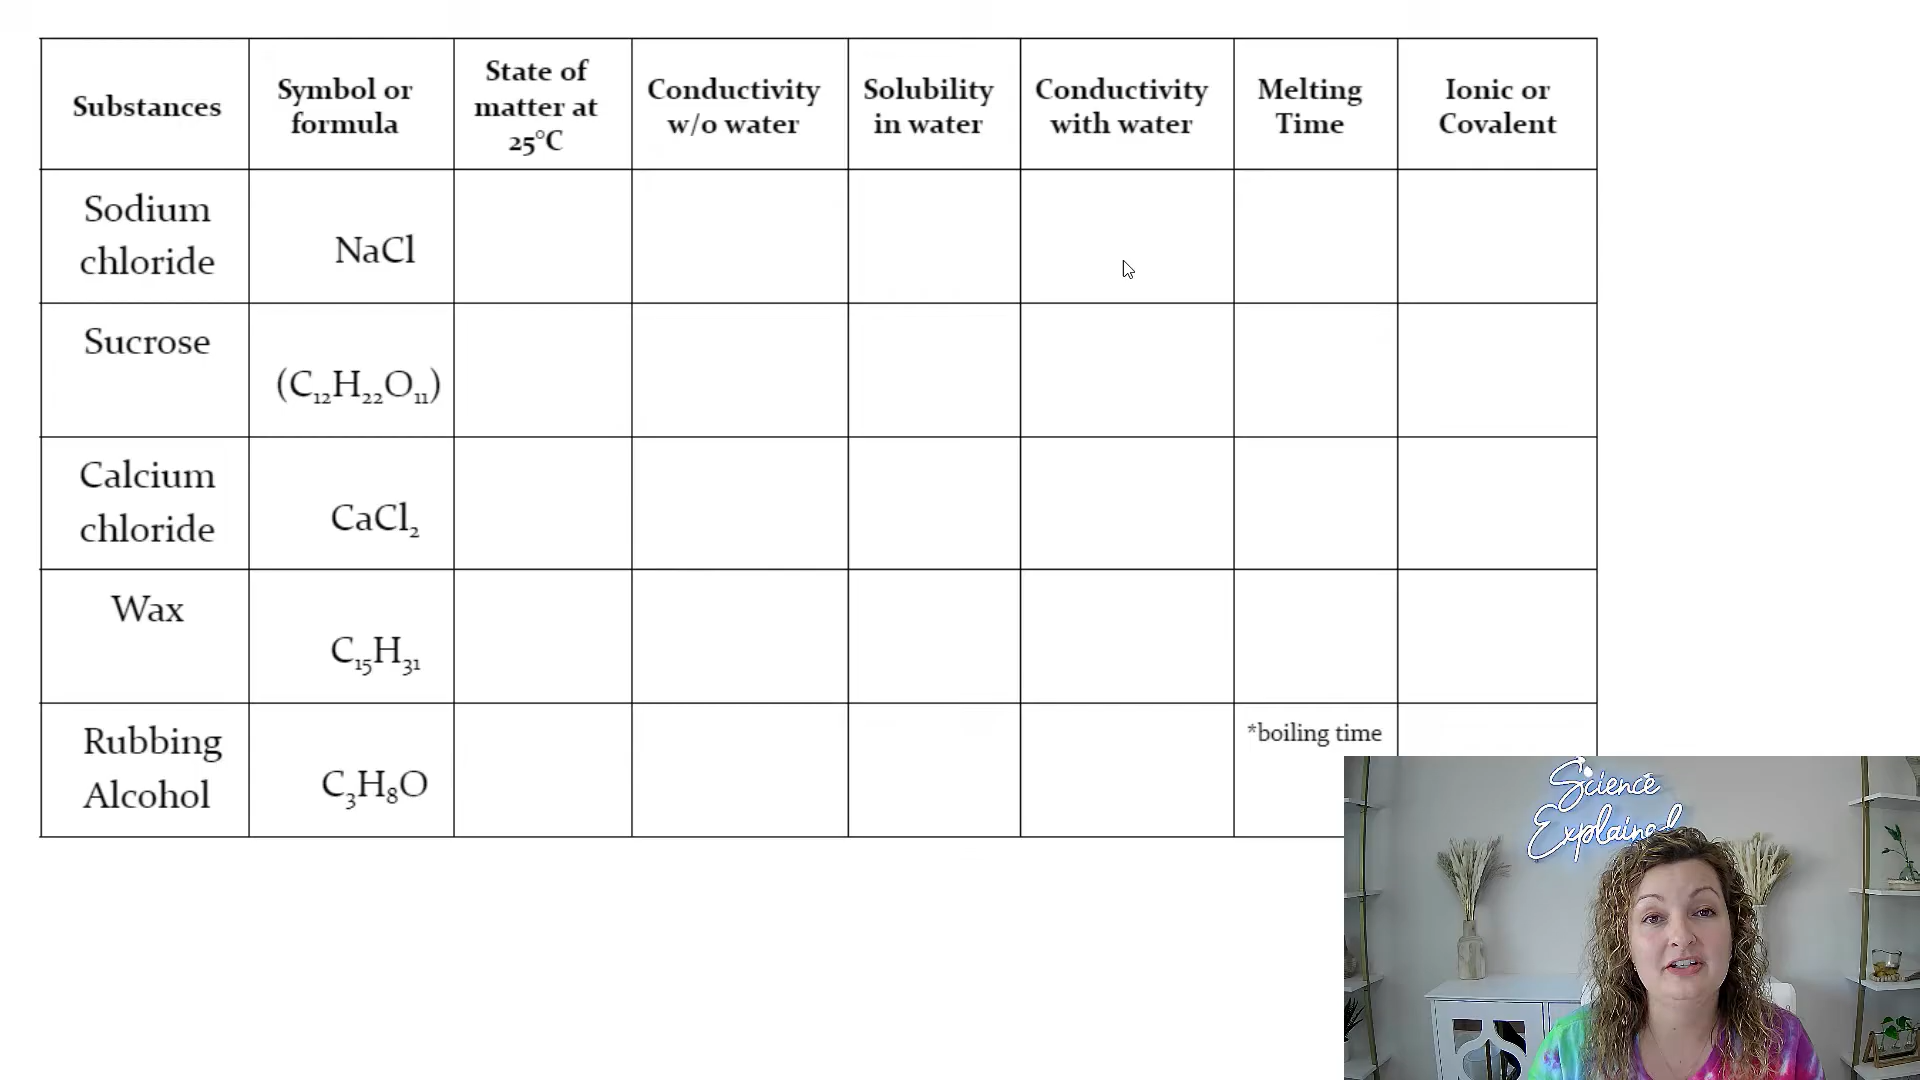 Substances
Symbol or
formula
State of
matter at
25°C
Conductivity
w/o water
Solubility
in water
Conductivity
with water
Melting
Time
Ionic or
Covalent
Sodium
chloride
NaCl
Sucrose
(C₁₂H₂₂O₁₁)
Calcium
chloride
CaCl₂
Wax
C₁₅H₃₁
Rubbing
Alcohol
C₃H₈O
*boiling time
Science
Explained